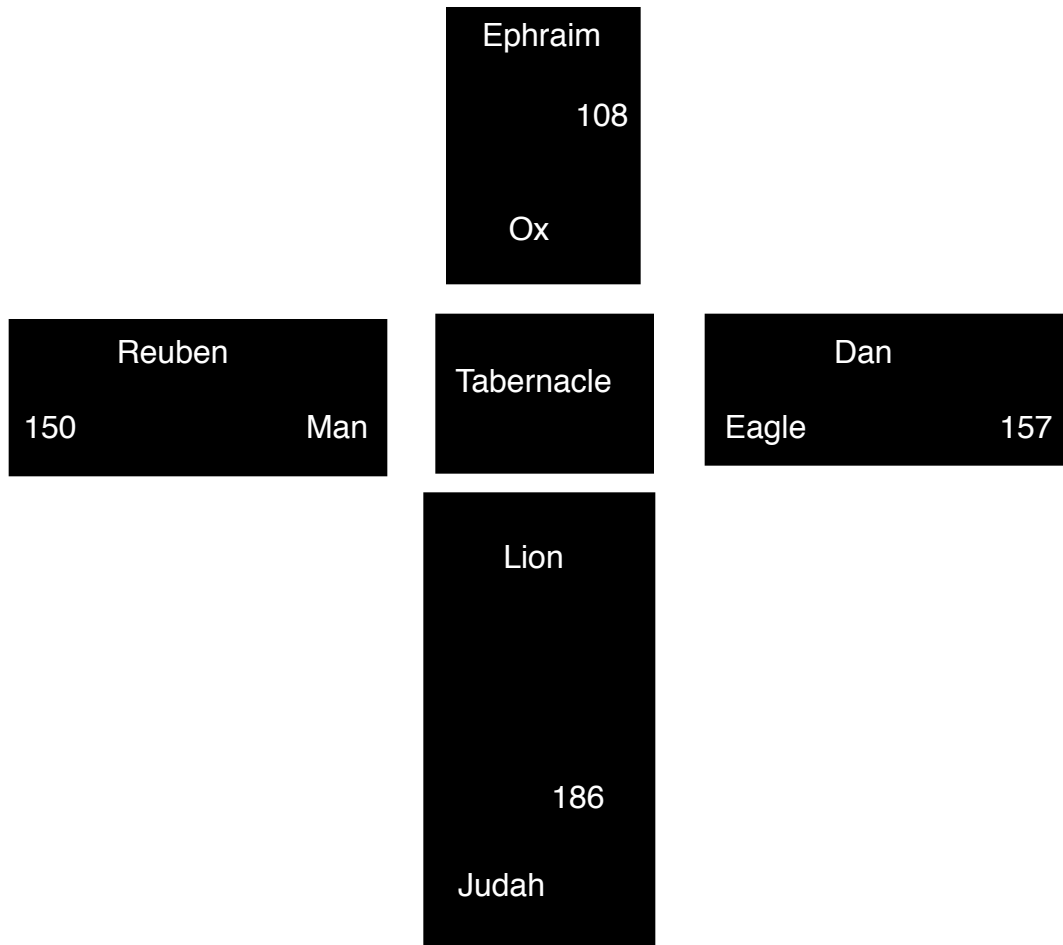 Ephraim
108
Ox
Reuben
150 Man
Tabernacle
Dan
Eagle 157
Lion
186
Judah